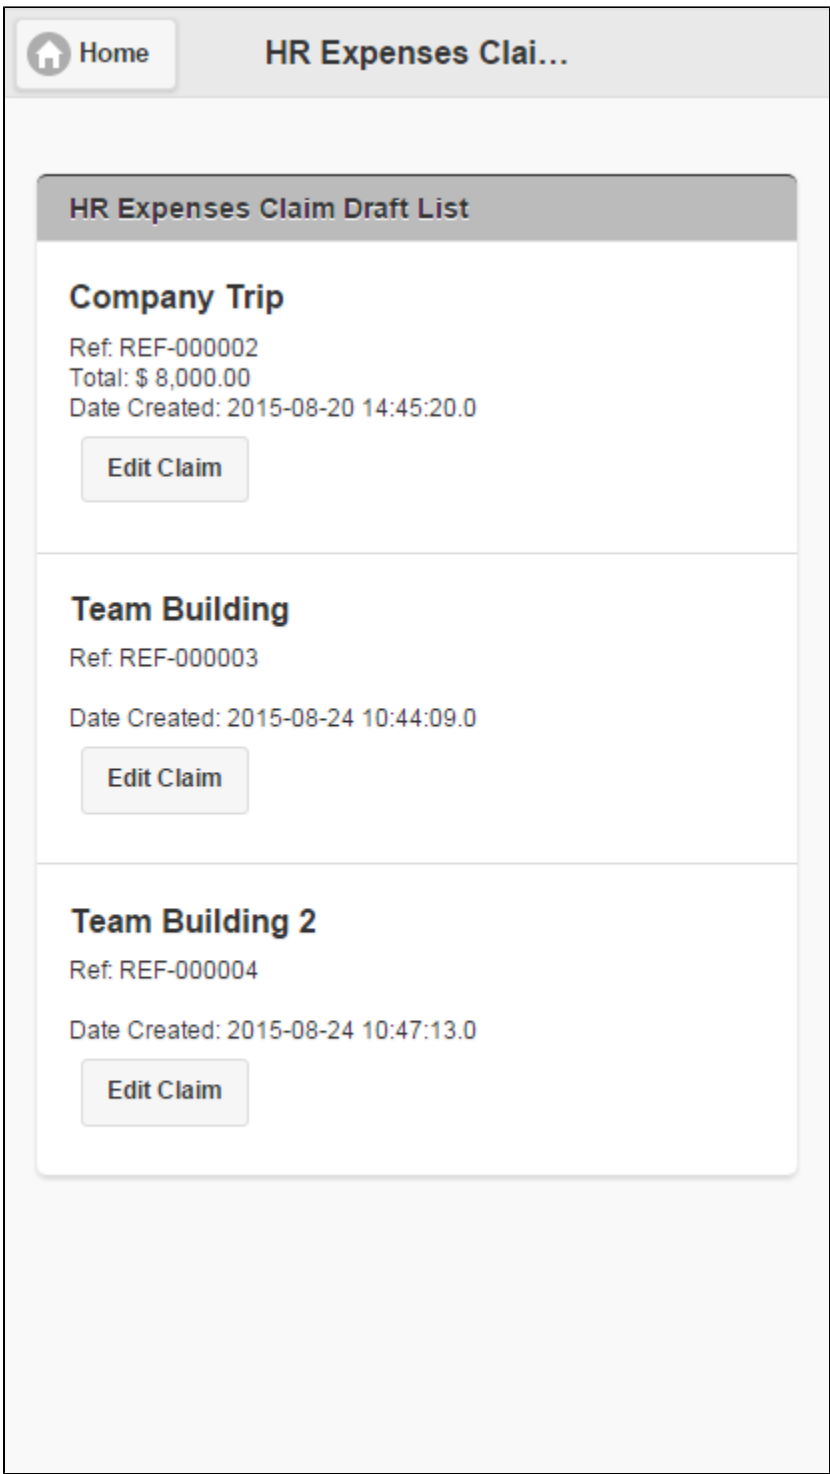 Home
HR Expenses Clai...
HR Expenses Claim Draft List
Company Trip
Ref: REF-000002
Total: $ 8,000.00
Date Created: 2015-08-20 14:45:20.0
Edit Claim
Team Building
Ref: REF-000003
Date Created: 2015-08-24 10:44:09.0
Edit Claim
Team Building 2
Ref: REF-000004
Date Created: 2015-08-24 10:47:13.0
Edit Claim